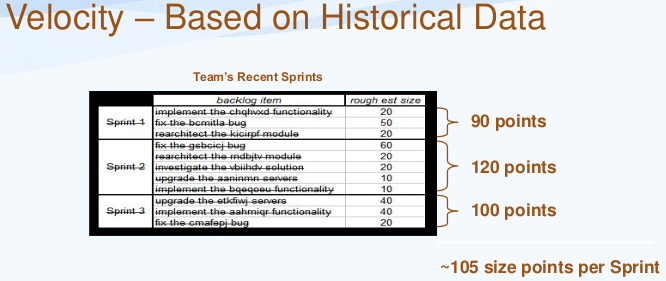 Velocity – Based on Historical Data
Team's Recent Sprints
backlog item rough est size
implement the chqhwxd functionality 20
Sprint 1 fix the bcmitla bug 50
rearchitect the kicirpf module 20
90 points
fix the gsbcicj bug 60
rearchitect the rndbjtv module 20
Sprint 2 investigate the vbiihdv solution 20
upgrade the aaninmn servers 10
implement the bqeqoeu functionality 10
120 points
upgrade the etkfiwj servers 40
Sprint 3 implement the aahmiqr functionality 40
fix the cmafepj bug 20
100 points
~105 size points per Sprint